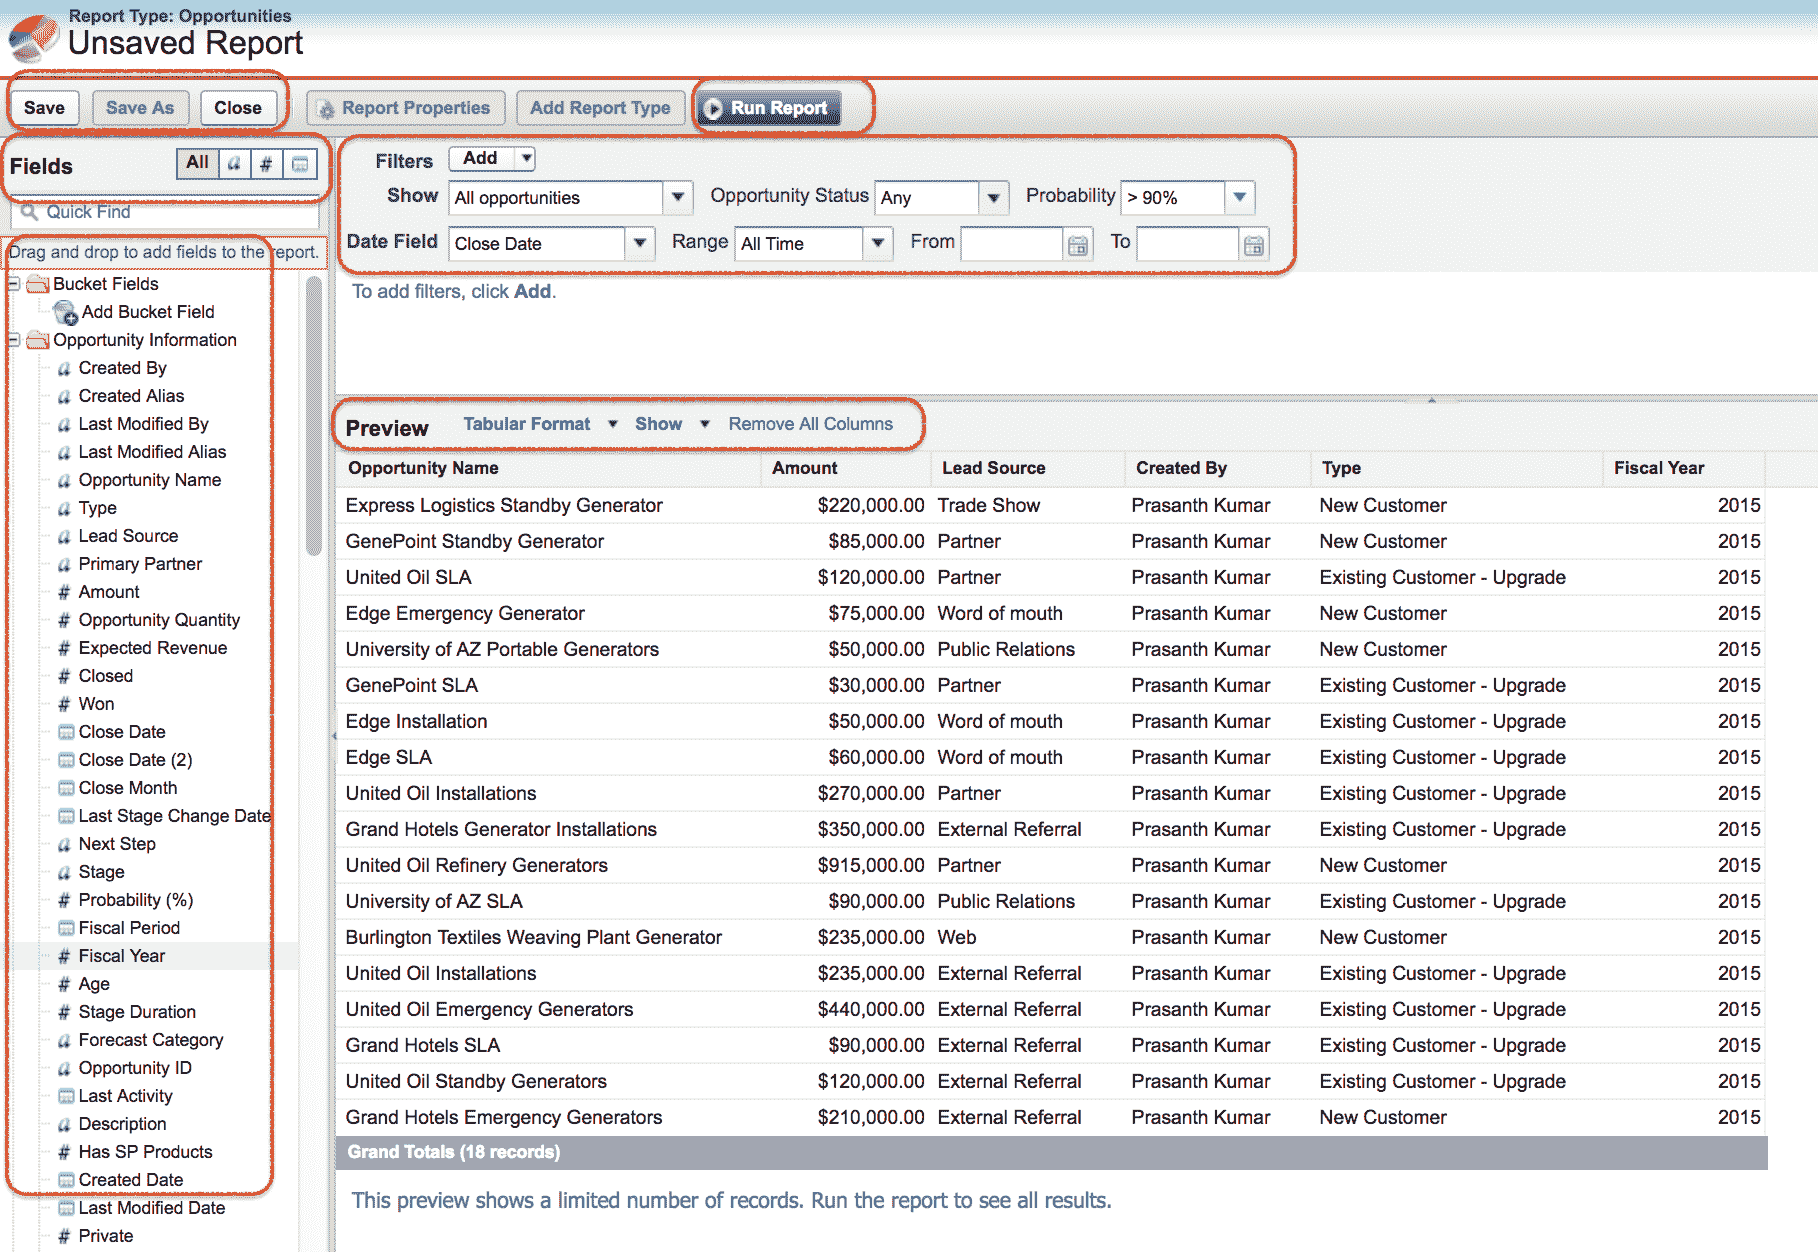 Report Type: Opportunities
Unsaved Report
Save Save As Close Report Properties Add Report Type Run Report
Fields All a #
Quick Find
Drag and drop to add fields to the report.
Bucket Fields
Add Bucket Field
Opportunity Information
a Created By
a Created Alias
a Last Modified By
a Last Modified Alias
a Opportunity Name
a Type
a Lead Source
a Primary Partner
# Amount
# Opportunity Quantity
# Expected Revenue
# Closed
# Won
Close Date
Close Date (2)
Close Month
Last Stage Change Date
a Next Step
a Stage
# Probability (%)
Fiscal Period
# Fiscal Year
# Age
# Stage Duration
a Forecast Category
a Opportunity ID
Last Activity
a Description
# Has SP Products
Created Date
Last Modified Date
# Private
Filters Add
Show All opportunities Opportunity Status Any Probability > 90%
Date Field Close Date Range All Time From To
To add filters, click Add.
Preview Tabular Format Show Remove All Columns
Opportunity Name Amount Lead Source Created By Type Fiscal Year
Express Logistics Standby Generator $220,000.00 Trade Show Prasanth Kumar New Customer 2015
GenePoint Standby Generator $85,000.00 Partner Prasanth Kumar New Customer 2015
United Oil SLA $120,000.00 Partner Prasanth Kumar Existing Customer - Upgrade 2015
Edge Emergency Generator $75,000.00 Word of mouth Prasanth Kumar New Customer 2015
University of AZ Portable Generators $50,000.00 Public Relations Prasanth Kumar New Customer 2015
GenePoint SLA $30,000.00 Partner Prasanth Kumar Existing Customer - Upgrade 2015
Edge Installation $50,000.00 Word of mouth Prasanth Kumar Existing Customer - Upgrade 2015
Edge SLA $60,000.00 Word of mouth Prasanth Kumar Existing Customer - Upgrade 2015
United Oil Installations $270,000.00 Partner Prasanth Kumar Existing Customer - Upgrade 2015
Grand Hotels Generator Installations $350,000.00 External Referral Prasanth Kumar Existing Customer - Upgrade 2015
United Oil Refinery Generators $915,000.00 Partner Prasanth Kumar New Customer 2015
University of AZ SLA $90,000.00 Public Relations Prasanth Kumar Existing Customer - Upgrade 2015
Burlington Textiles Weaving Plant Generator $235,000.00 Web Prasanth Kumar New Customer 2015
United Oil Installations $235,000.00 External Referral Prasanth Kumar Existing Customer - Upgrade 2015
United Oil Emergency Generators $440,000.00 External Referral Prasanth Kumar Existing Customer - Upgrade 2015
Grand Hotels SLA $90,000.00 External Referral Prasanth Kumar Existing Customer - Upgrade 2015
United Oil Standby Generators $120,000.00 External Referral Prasanth Kumar Existing Customer - Upgrade 2015
Grand Hotels Emergency Generators $210,000.00 External Referral Prasanth Kumar New Customer 2015
Grand Totals (18 records)
This preview shows a limited number of records. Run the report to see all results.